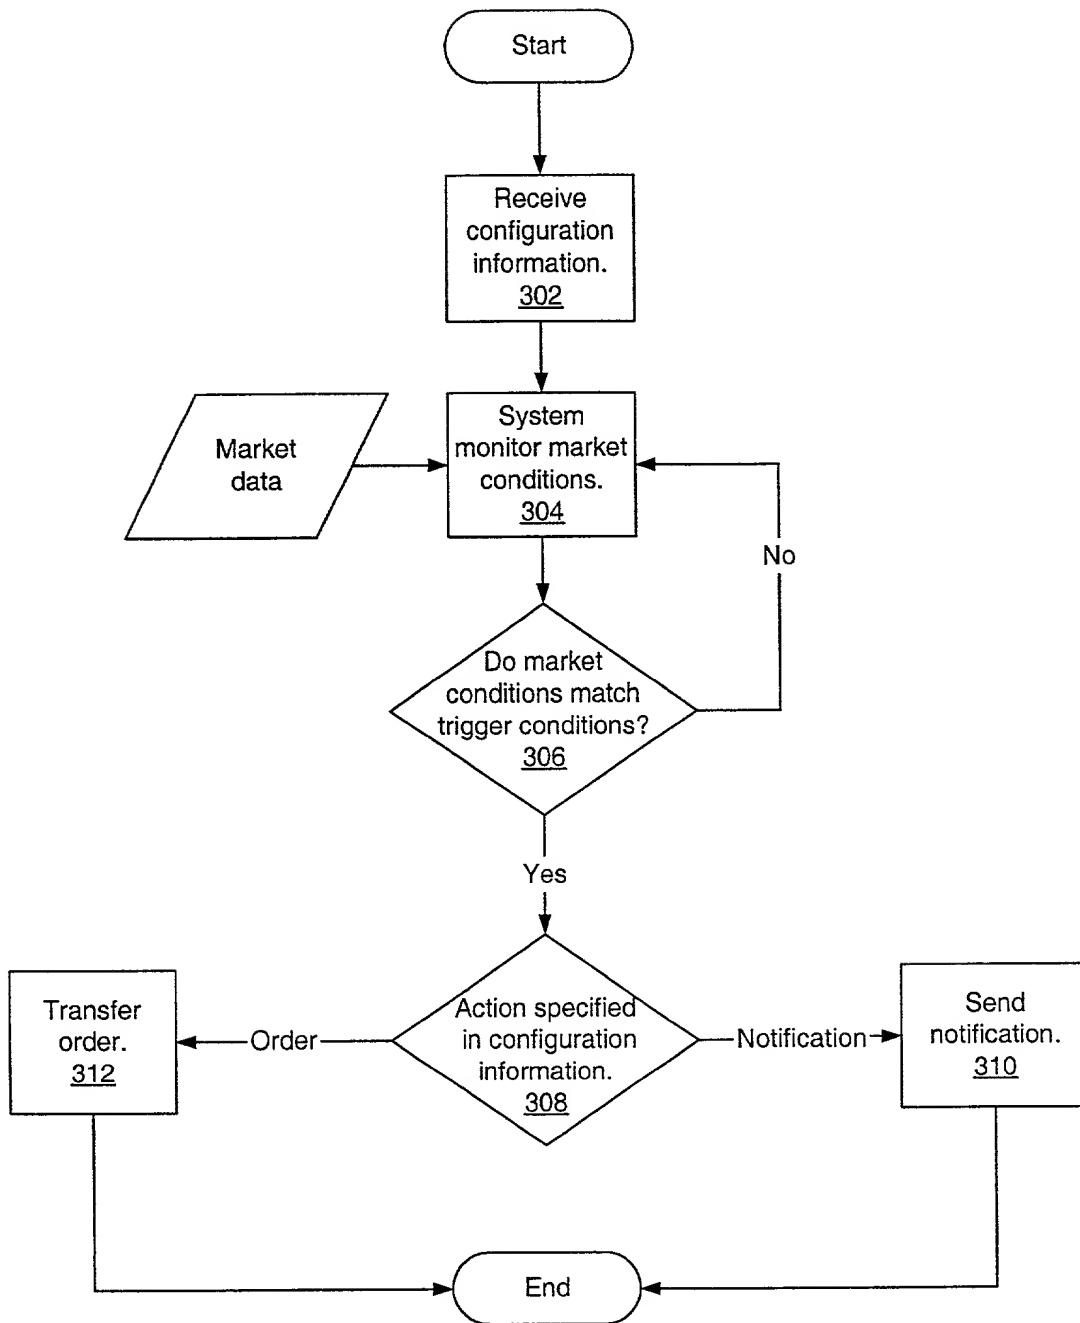 Start
Receive
configuration
information.
302
Market
data
System
monitor market
conditions.
304
No
Do market
conditions match
trigger conditions?
306
Yes
Transfer
order.
312
Order
Action specified
in configuration
information.
308
Notification
Send
notification.
310
End